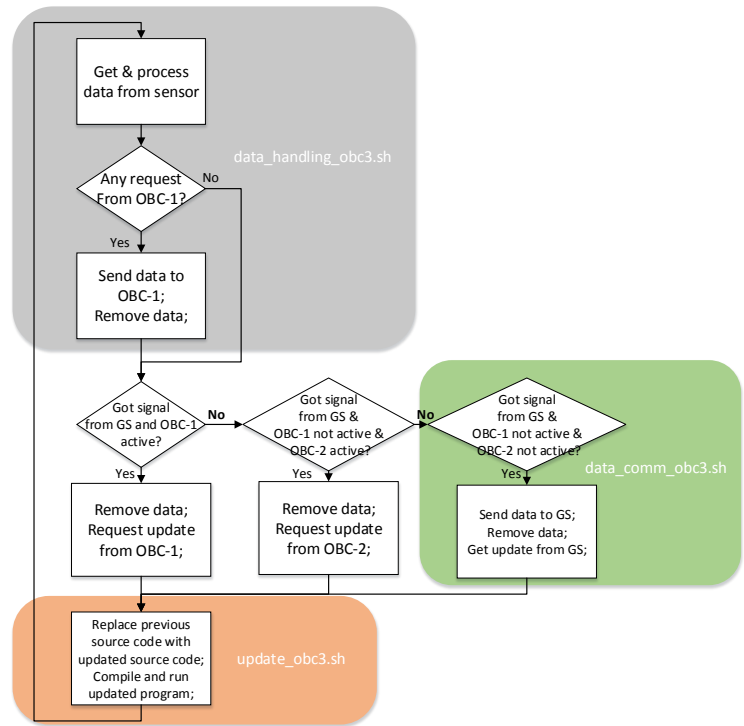 Get & process
data from sensor
data_handling_obc3.sh
Any request
From OBC-1?
No
Yes
Send data to
OBC-1;
Remove data;
Got signal
from GS and OBC-1
active?
No
Got signal
from GS &
OBC-1 not active &
OBC-2 active?
No
Got signal
from GS &
OBC-1 not active &
OBC-2 not active?
data_comm_obc3.sh
Yes
Yes
Yes
Remove data;
Request update
from OBC-1;
Remove data;
Request update
from OBC-2;
Send data to GS;
Remove data;
Get update from GS;
Replace previous
source code with
updated source code;
Compile and run
updated program;
update_obc3.sh